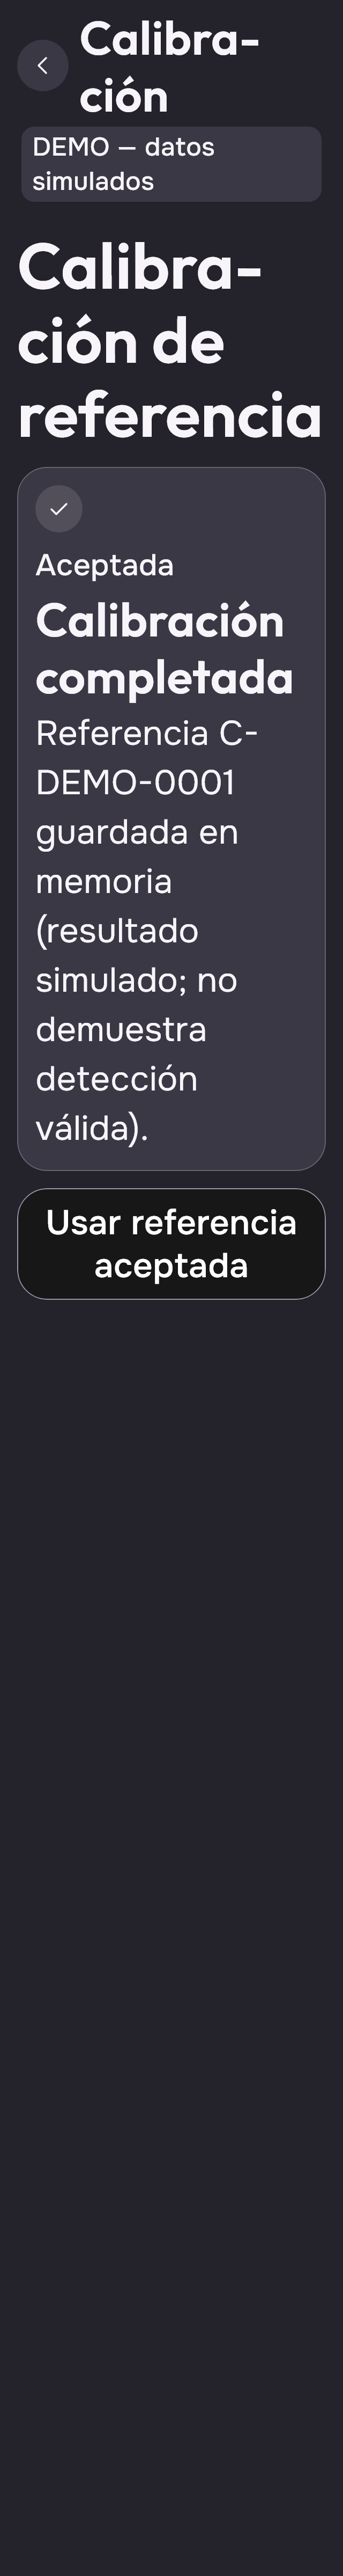 Calibra-
ción
DEMO — datos
simulados
Calibra-
ción de
referencia
Aceptada
Calibración
completada
Referencia C-
DEMO-0001
guardada en
memoria
(resultado
simulado; no
demuestra
detección
válida).
Usar referencia
aceptada